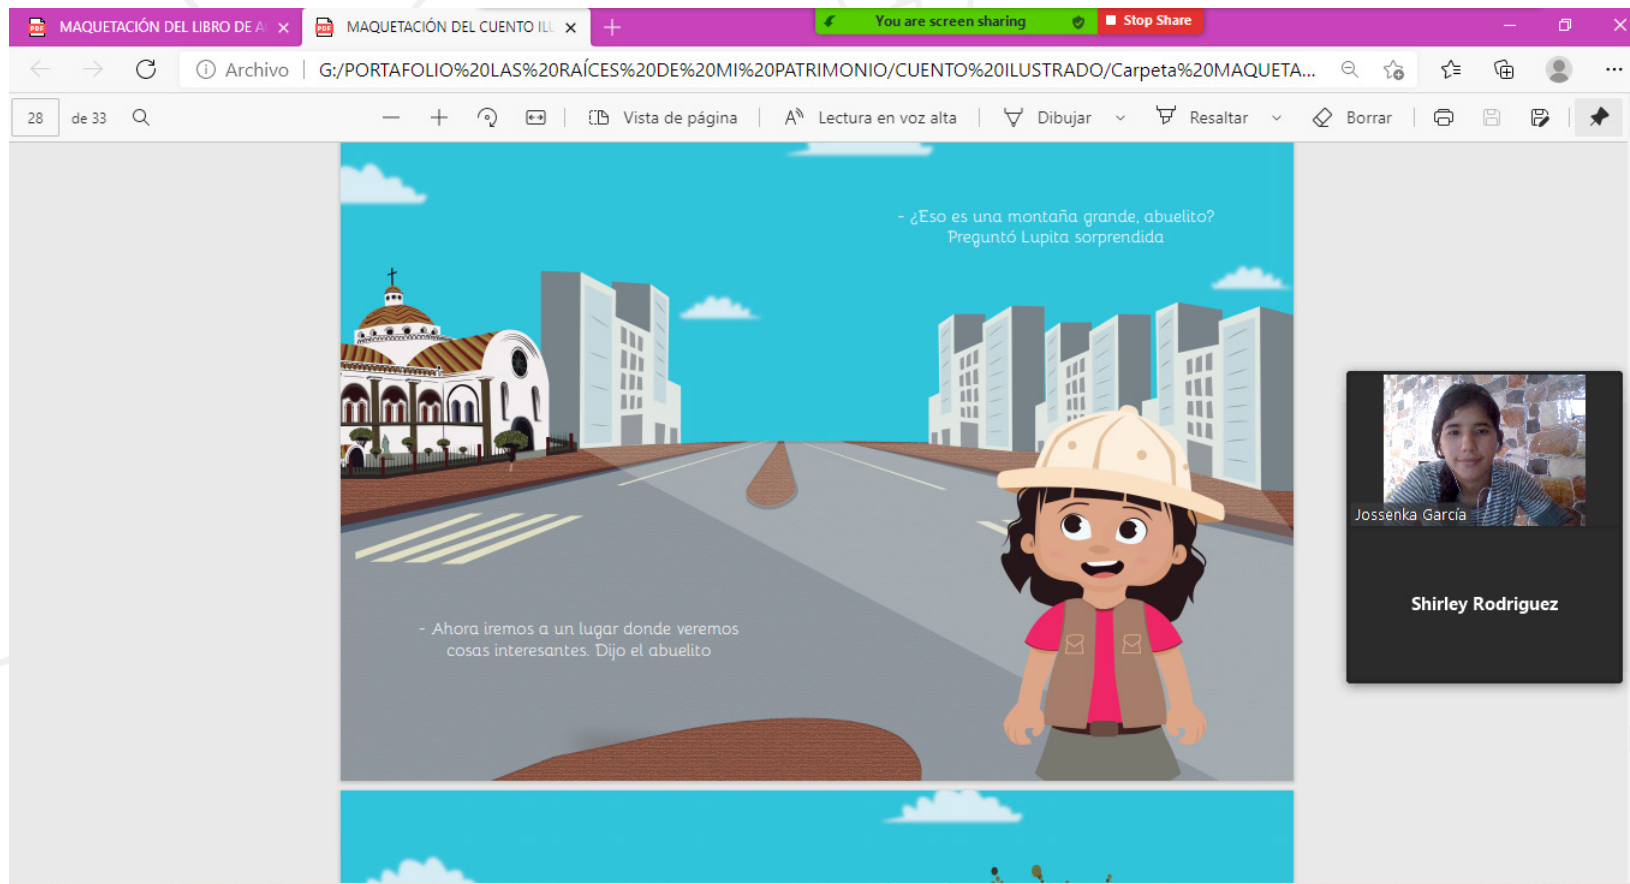 MAQUETACIÓN DEL LIBRO DE A
MAQUETACIÓN DEL CUENTO ILU
You are screen sharing
Stop Share
Archivo
G:/PORTAFOLIO%20LAS%20RAÍCES%20DE%20MI%20PATRIMONIO/CUENTO%20ILUSTRADO/Carpeta%20MAQUETA...
28 de 33
Vista de página
Lectura en voz alta
Dibujar
Resaltar
Borrar
- ¿Eso es una montaña grande, abuelito?
Preguntó Lupita sorprendida
- Ahora iremos a un lugar donde veremos
cosas interesantes. Dijo el abuelito
Jossenka García
Shirley Rodriguez